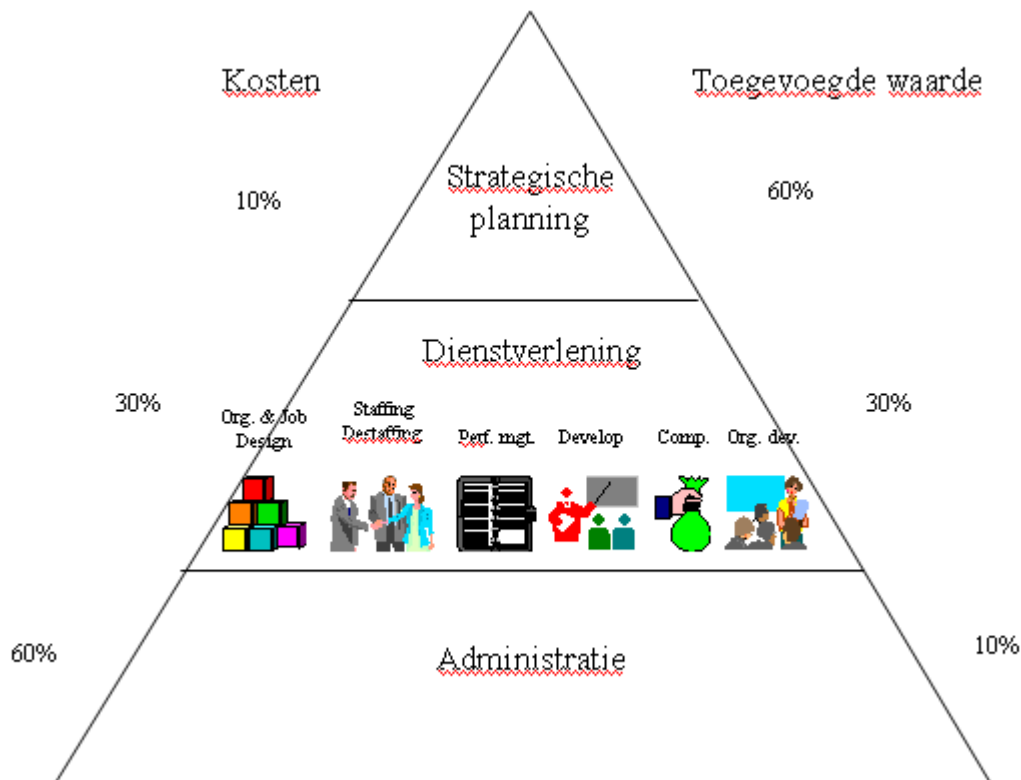 Kosten
Toegevoegde waarde
Strategische
planning
10%
60%
Dienstverlening
30%
30%
Org. & Job
Design
Staffing
Destaffing
Perf. mgt.
Develop
Comp.
Org. dev.
60%
Administratie
10%